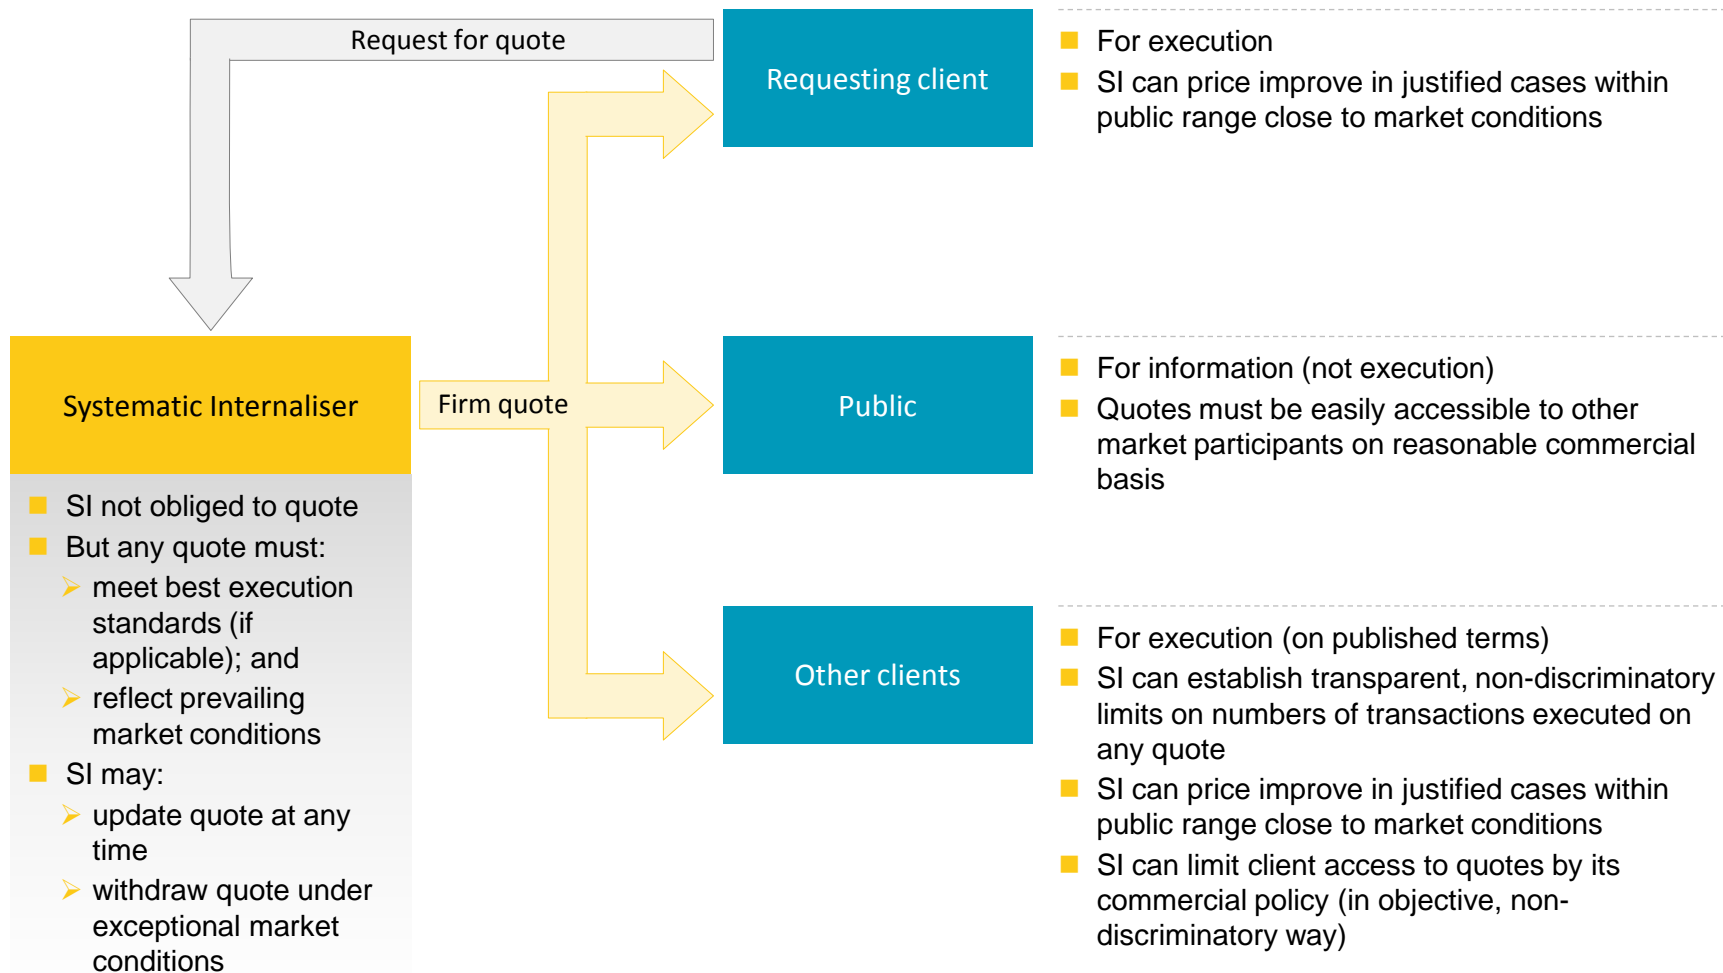 Request for quote
Requesting client
For execution
SI can price improve in justified cases within
public range close to market conditions
Systematic Internaliser
Firm quote
Public
For information (not execution)
Quotes must be easily accessible to other
market participants on reasonable commercial
basis
SI not obliged to quote
But any quote must:
meet best execution
standards (if
applicable); and
reflect prevailing
market conditions
SI may:
update quote at any
time
withdraw quote under
exceptional market
conditions
Other clients
For execution (on published terms)
SI can establish transparent, non-discriminatory
limits on numbers of transactions executed on
any quote
SI can price improve in justified cases within
public range close to market conditions
SI can limit client access to quotes by its
commercial policy (in objective, non-
discriminatory way)